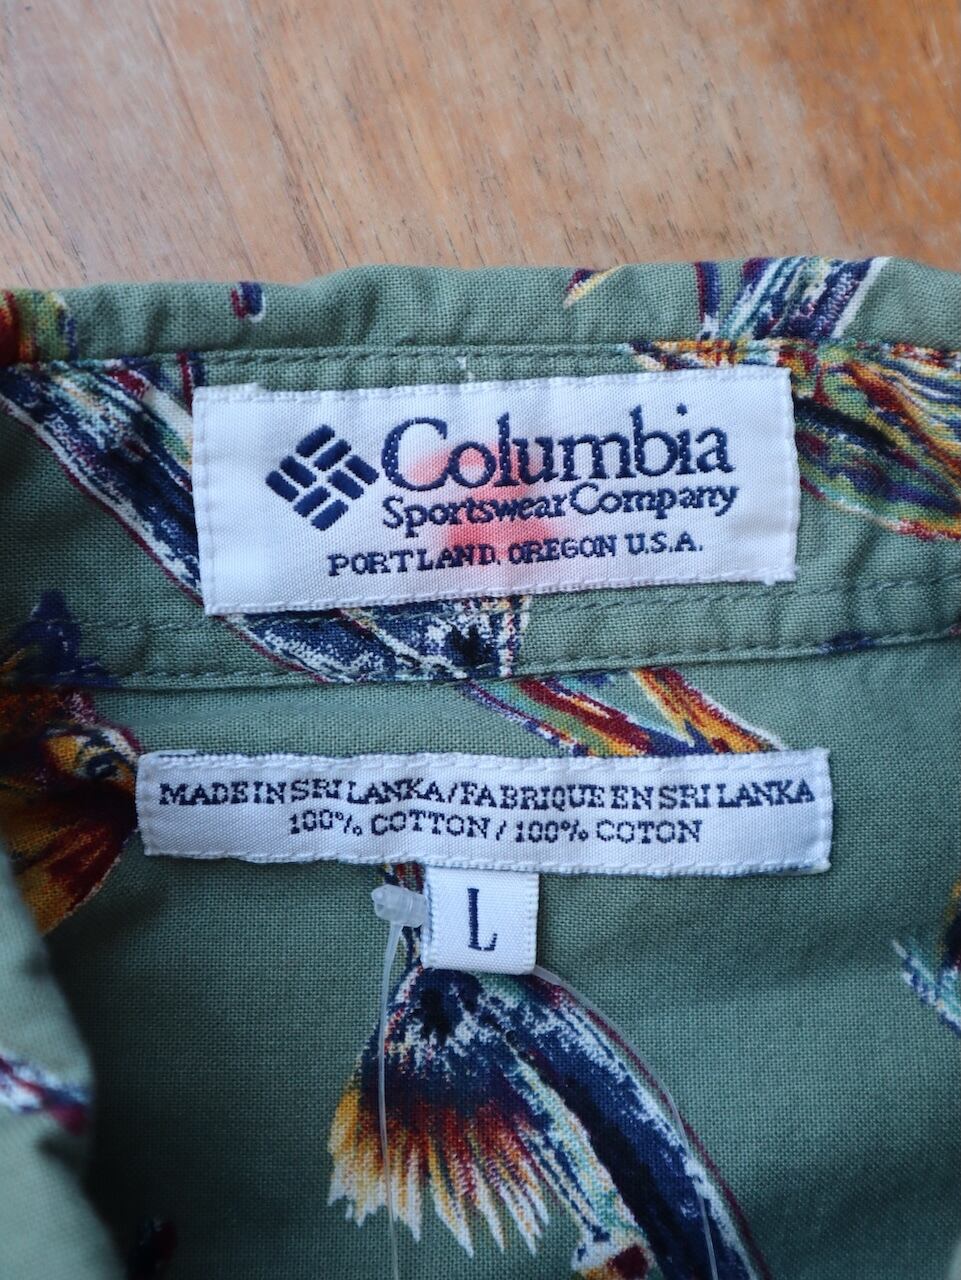 Columbia
Sportswear Company
PORTLAND, OREGON U.S.A.
MADE IN SRI LANKA/FABRIQUE EN SRI LANKA
100% COTTON / 100% COTON
L